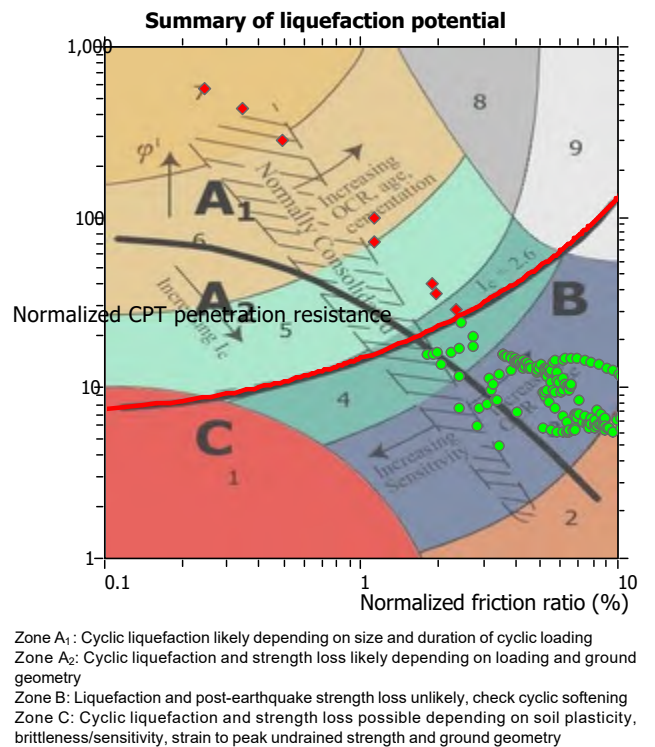 Summary of liquefaction potential
1,000
100
10
1
0.1
1
10
Normalized CPT penetration resistance
Normalized friction ratio (%)
7
8
9
φ'
A1
Increasing
OCR, age,
cementation
Normally Consolidated
6
A2
Increasing Ic
5
Ic = 2.6
B
4
C
1
Increasing
Sensitivity
Increasing
OCR
2
Zone A1: Cyclic liquefaction likely depending on size and duration of cyclic loading
Zone A2: Cyclic liquefaction and strength loss likely depending on loading and ground
geometry
Zone B: Liquefaction and post-earthquake strength loss unlikely, check cyclic softening
Zone C: Cyclic liquefaction and strength loss possible depending on soil plasticity,
brittleness/sensitivity, strain to peak undrained strength and ground geometry